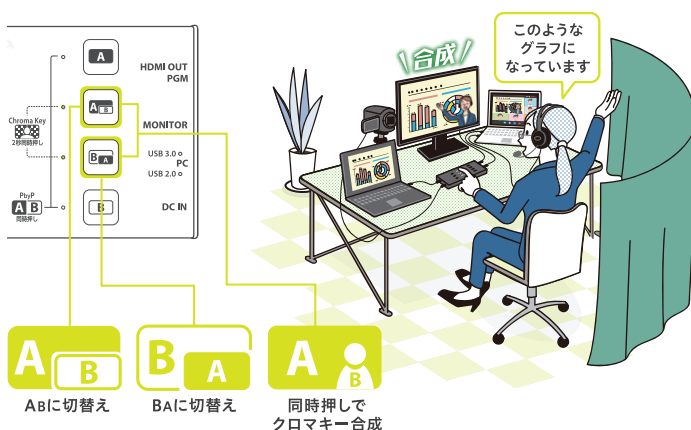 A
HDMI OUT
PGM
A B
MONITOR
Chroma Key
2秒同時押し
B A
USB 3.0
PC
USB 2.0
PbyP
A B
同時押し
B
DC IN
合成
このような
グラフに
なっています
A B
ABに切替え
B A
BAに切替え
A B
同時押しで
クロマキー合成